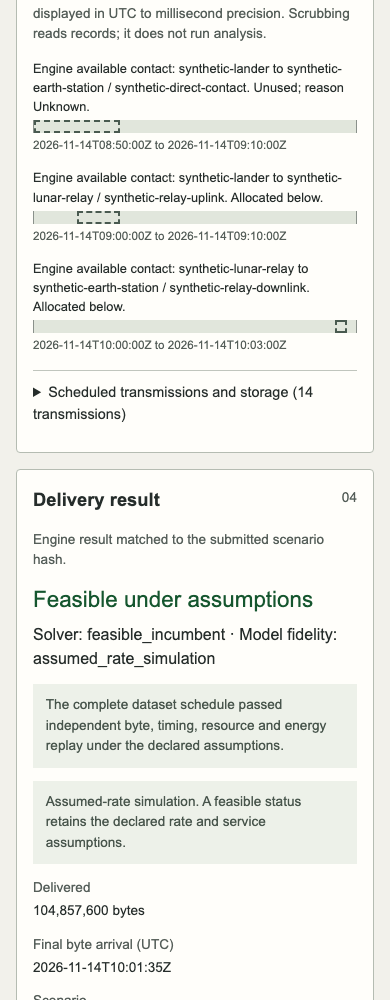 displayed in UTC to millisecond precision. Scrubbing
reads records; it does not run analysis.
Engine available contact: synthetic-lander to synthetic-
earth-station / synthetic-direct-contact. Unused; reason
Unknown.
2026-11-14T08:50:00Z to 2026-11-14T09:10:00Z
Engine available contact: synthetic-lander to synthetic-
lunar-relay / synthetic-relay-uplink. Allocated below.
2026-11-14T09:00:00Z to 2026-11-14T09:10:00Z
Engine available contact: synthetic-lunar-relay to
synthetic-earth-station / synthetic-relay-downlink.
Allocated below.
2026-11-14T10:00:00Z to 2026-11-14T10:03:00Z
▶ Scheduled transmissions and storage (14
transmissions)
Delivery result 04
Engine result matched to the submitted scenario
hash.
Feasible under assumptions
Solver: feasible_incumbent · Model fidelity:
assumed_rate_simulation
The complete dataset schedule passed
independent byte, timing, resource and energy
replay under the declared assumptions.
Assumed-rate simulation. A feasible status
retains the declared rate and service
assumptions.
Delivered
104,857,600 bytes
Final byte arrival (UTC)
2026-11-14T10:01:35Z
Scenario